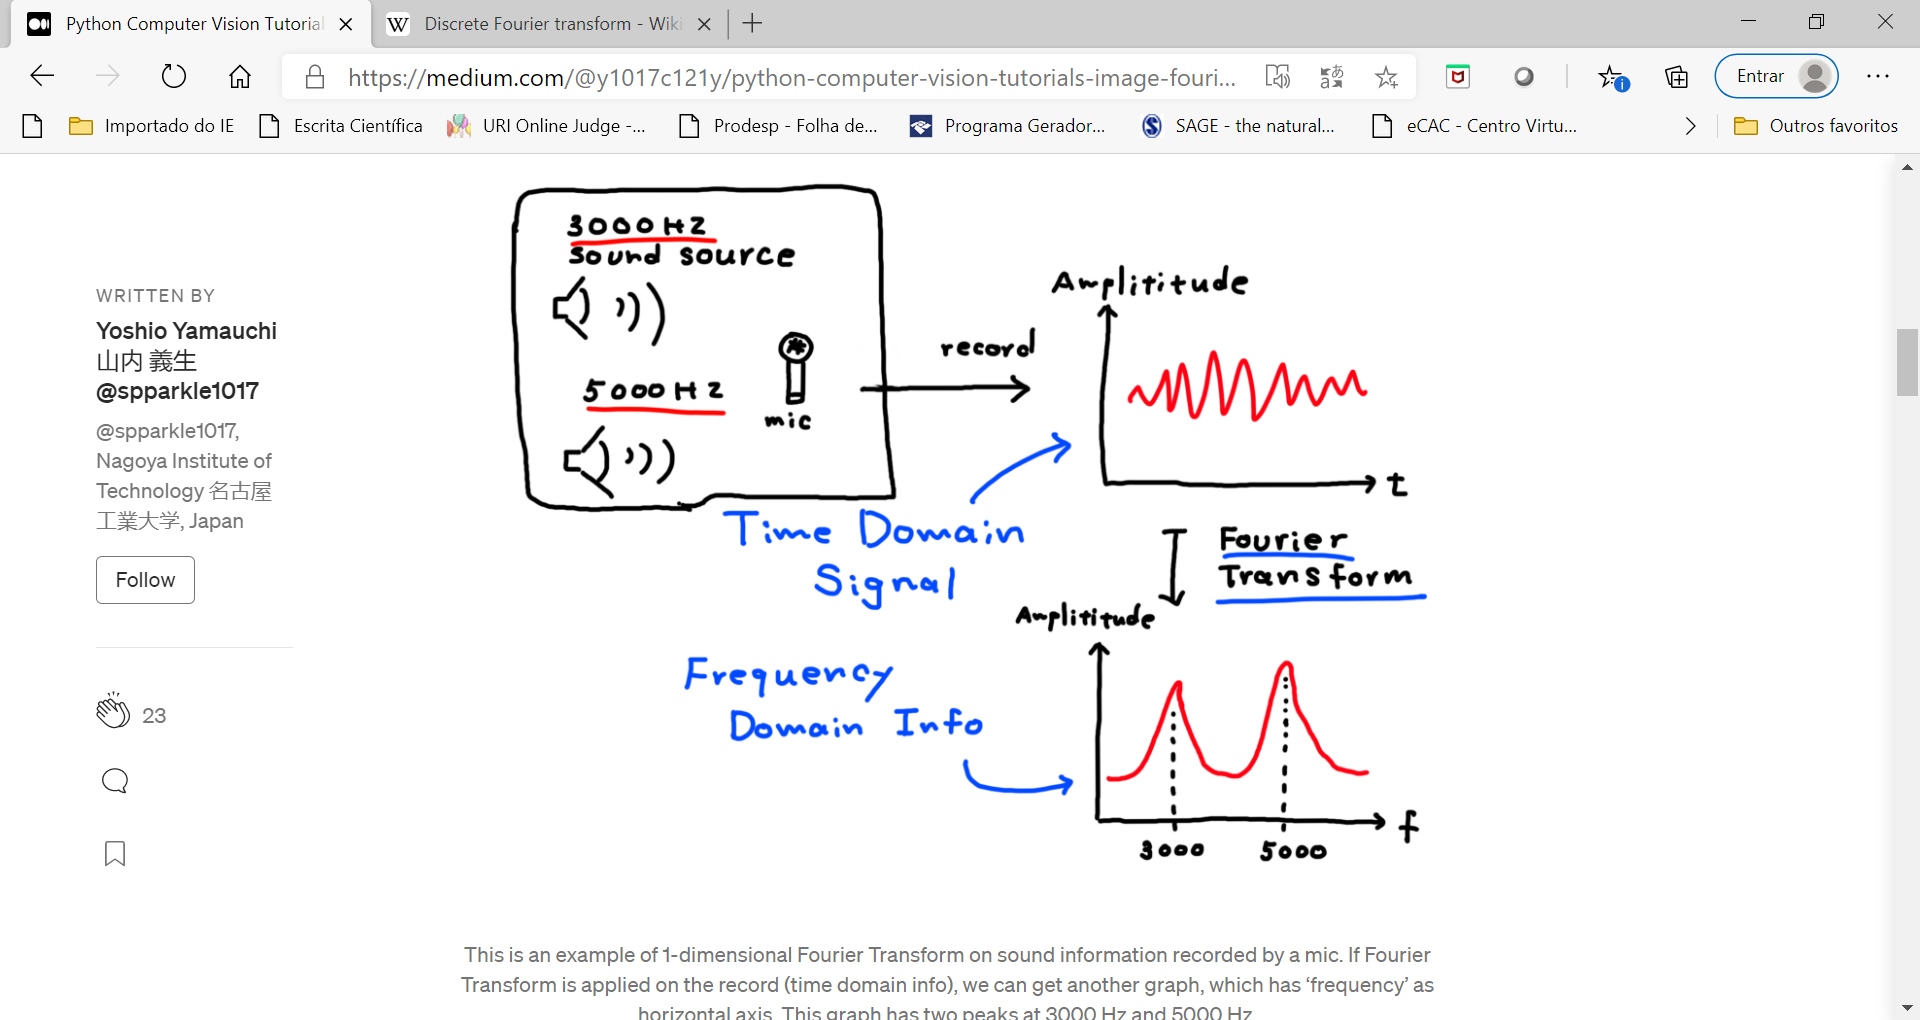 Python Computer Vision Tutorial
Discrete Fourier transform - Wiki
https://medium.com/@y1017c121y/python-computer-vision-tutorials-image-fouri...
Entrar
Importado do IE
Escrita Científica
URI Online Judge -...
Prodesp - Folha de...
Programa Gerador...
SAGE - the natural...
eCAC - Centro Virtu...
Outros favoritos
WRITTEN BY
Yoshio Yamauchi
山内 義生
@spparkle1017
@spparkle1017,
Nagoya Institute of
Technology 名古屋
工業大学, Japan
Follow
23
3000HZ
sound source
5000HZ
mic
record
Amplititude
t
Time Domain
Signal
Fourier
Transform
Amplititude
Frequency
Domain Info
f
3000
5000
This is an example of 1-dimensional Fourier Transform on sound information recorded by a mic. If Fourier
Transform is applied on the record (time domain info), we can get another graph, which has ‘frequency’ as
horizontal axis. This graph has two peaks at 3000 Hz and 5000 Hz